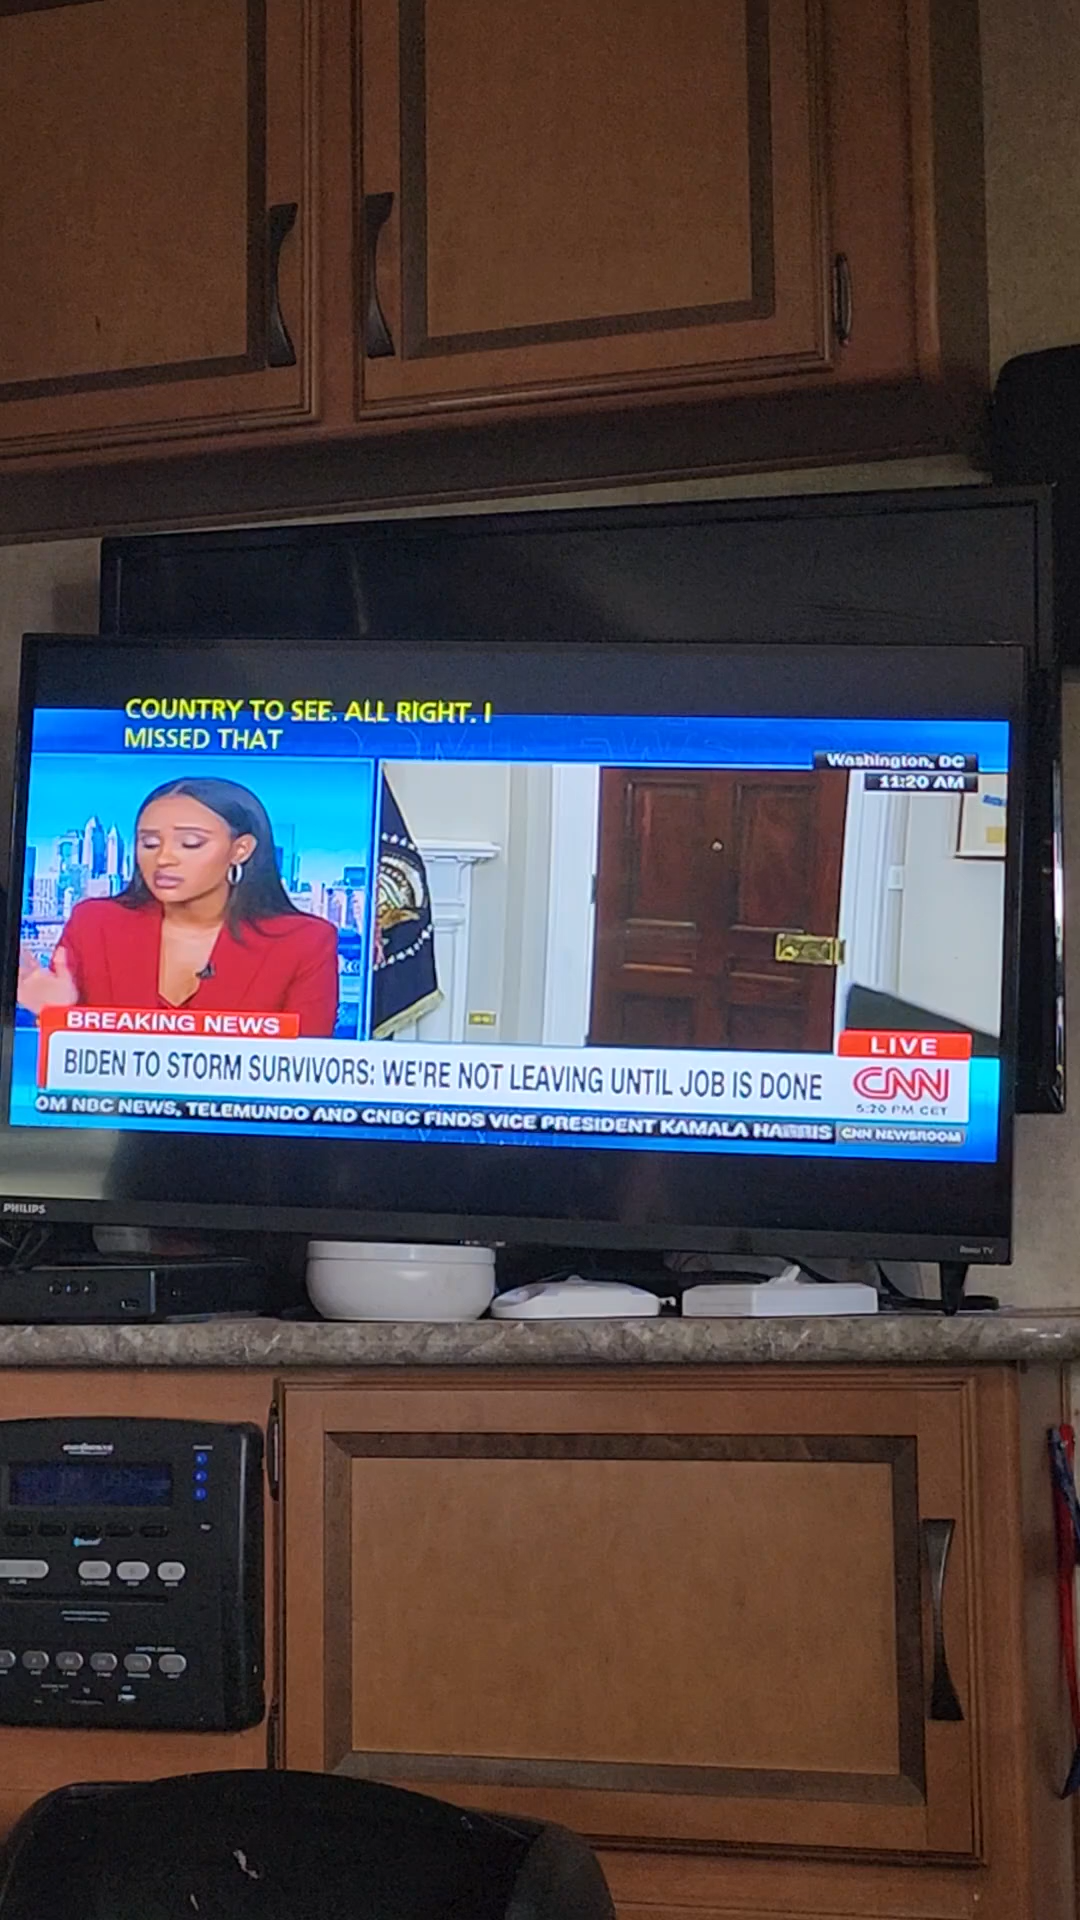 COUNTRY TO SEE. ALL RIGHT. I
MISSED THAT
Washington, DC
11:20 AM
BREAKING NEWS
LIVE
BIDEN TO STORM SURVIVORS: WE'RE NOT LEAVING UNTIL JOB IS DONE
CNN
5:20 PM CET
OM NBC NEWS, TELEMUNDO AND CNBC FINDS VICE PRESIDENT KAMALA HARRIS
CNN NEWSROOM
PHILIPS
Roku TV